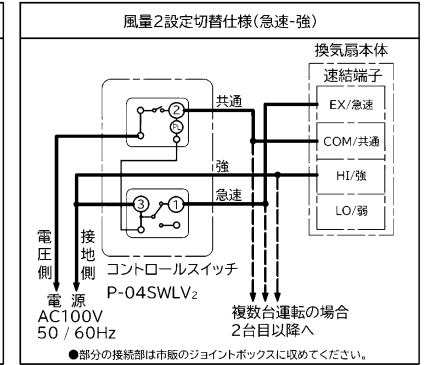 風量2設定切替仕様(急速-強)
換気扇本体
速結端子
EX/急速
COM/共通
HI/強
LO/弱
共通
強
急速
②
PL
③
①
電圧側
接地側
コントロールスイッチ
P-04SWLV₂
電 源
AC100V
50 / 60Hz
複数台運転の場合
2台目以降へ
●部分の接続部は市販のジョイントボックスに収めてください。